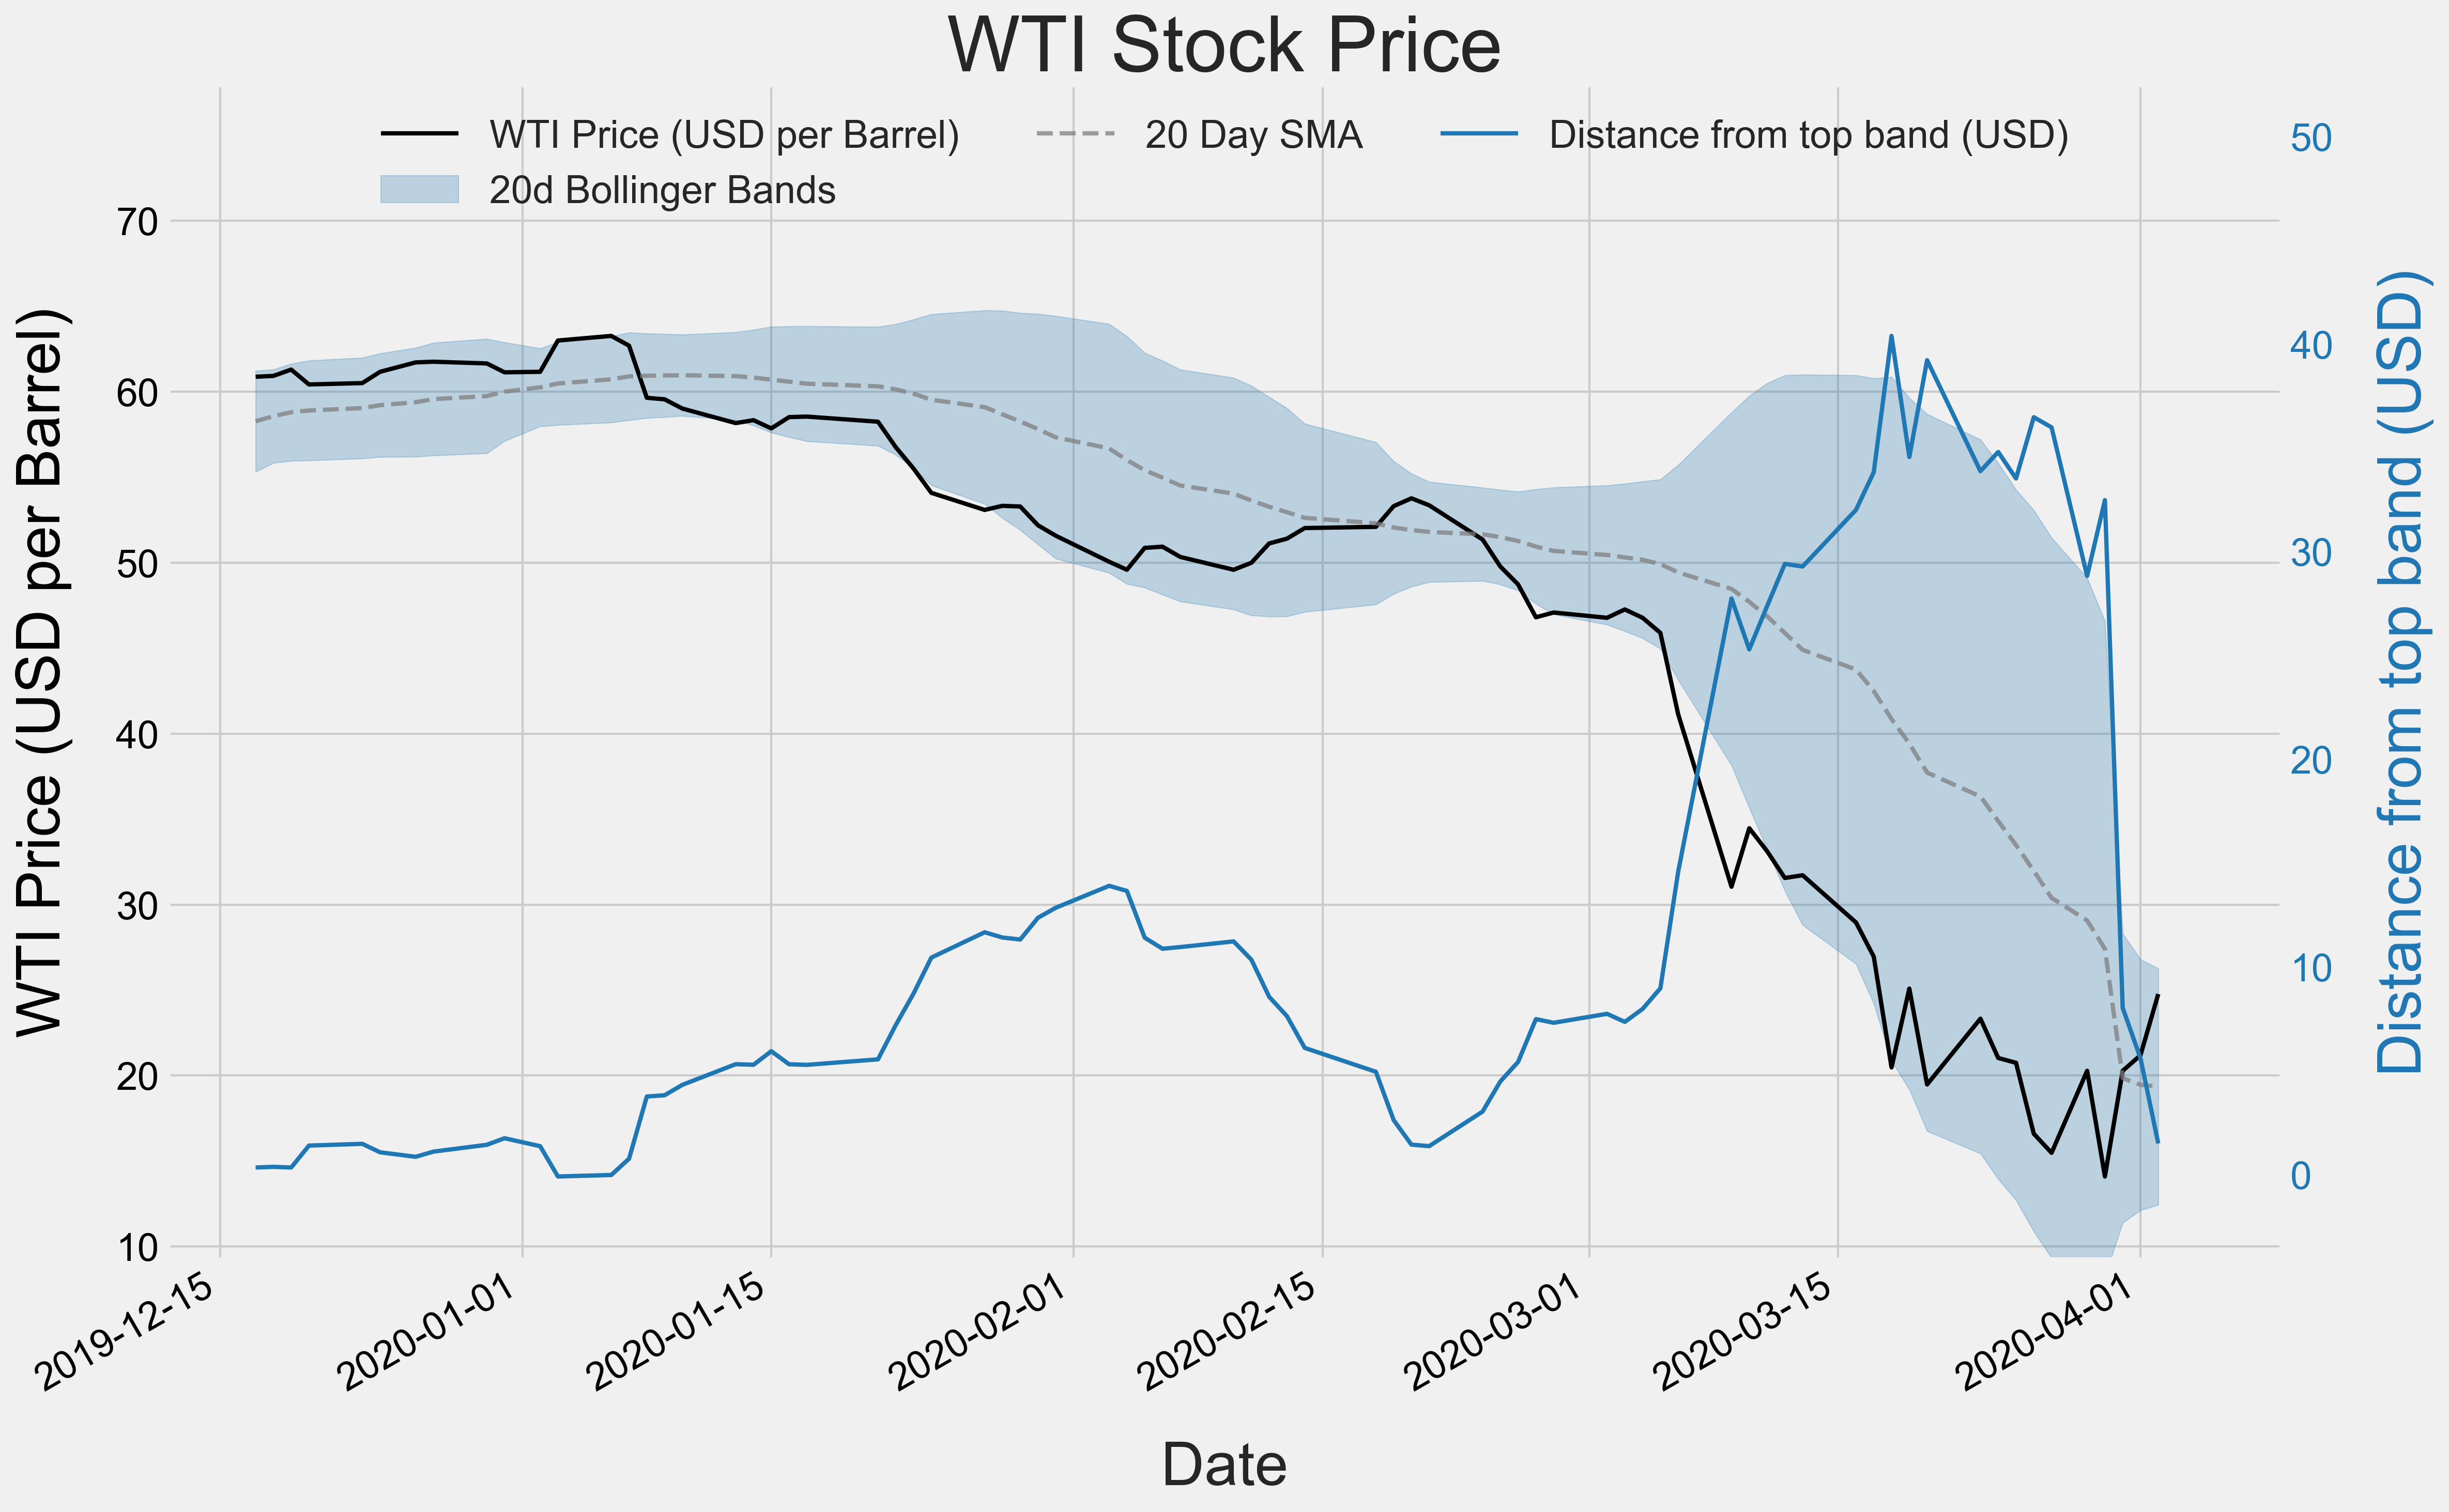 WTI Stock Price
WTI Price (USD per Barrel)
20 Day SMA
Distance from top band (USD)
20d Bollinger Bands
WTI Price (USD per Barrel)
70
60
50
40
30
20
10
50
40
30
20
10
0
Distance from top band (USD)
2019-12-15
2020-01-01
2020-01-15
2020-02-01
2020-02-15
2020-03-01
2020-03-15
2020-04-01
Date